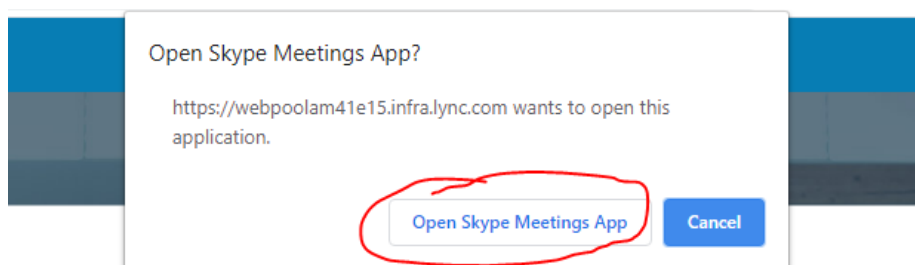 Open Skype Meetings App?
https://webpoolam41e15.infra.lync.com wants to open this
application.
Open Skype Meetings App
Cancel